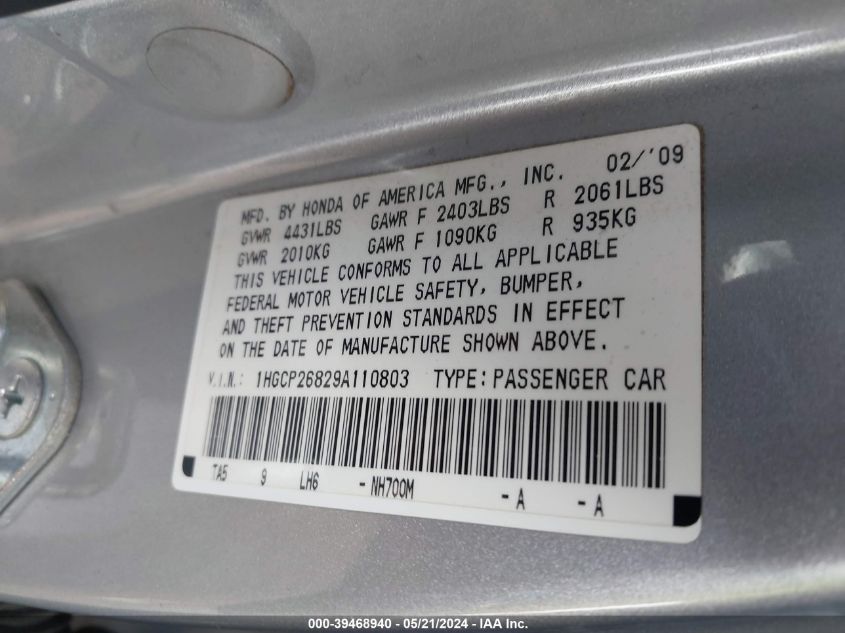 MFD. BY HONDA OF AMERICA MFG., INC. 02/'09
GVWR 4431LBS GAWR F 2403LBS R 2061LBS
GVWR 2010KG GAWR F 1090KG R 935KG
THIS VEHICLE CONFORMS TO ALL APPLICABLE
FEDERAL MOTOR VEHICLE SAFETY, BUMPER,
AND THEFT PREVENTION STANDARDS IN EFFECT
ON THE DATE OF MANUFACTURE SHOWN ABOVE.
V.I.N.: 1HGCP26829A110803 TYPE: PASSENGER CAR
TA5 9 LH6 -NH700M -A -A
000-39468940 - 05/21/2024 - IAA Inc.